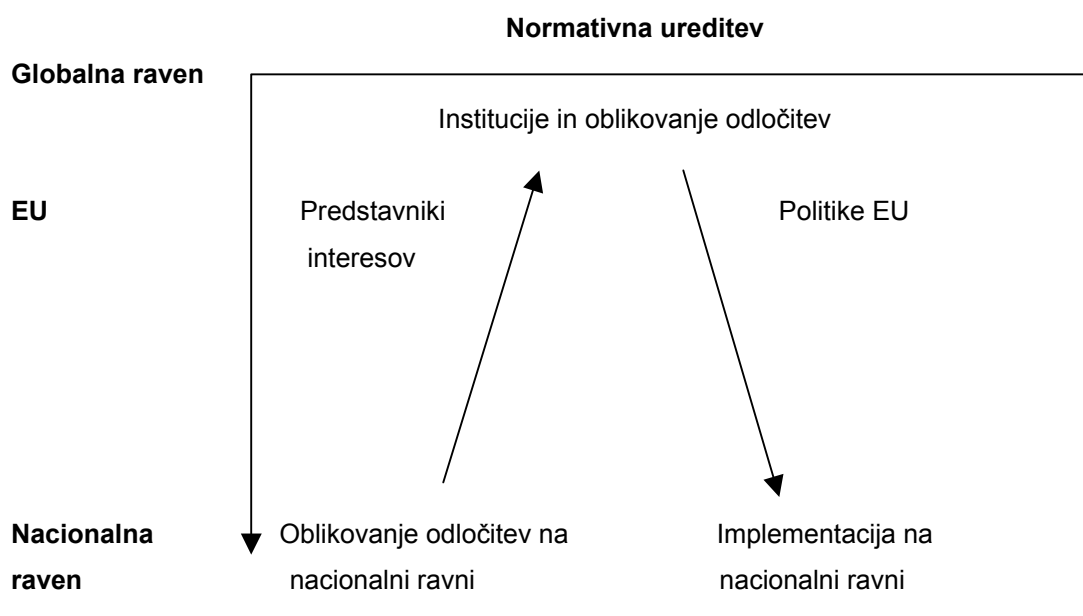 Normativna ureditev
Globalna raven
Institucije in oblikovanje odločitev
EU
Predstavniki
interesov
Politike EU
Nacionalna
raven
Oblikovanje odločitev na
nacionalni ravni
Implementacija na
nacionalni ravni